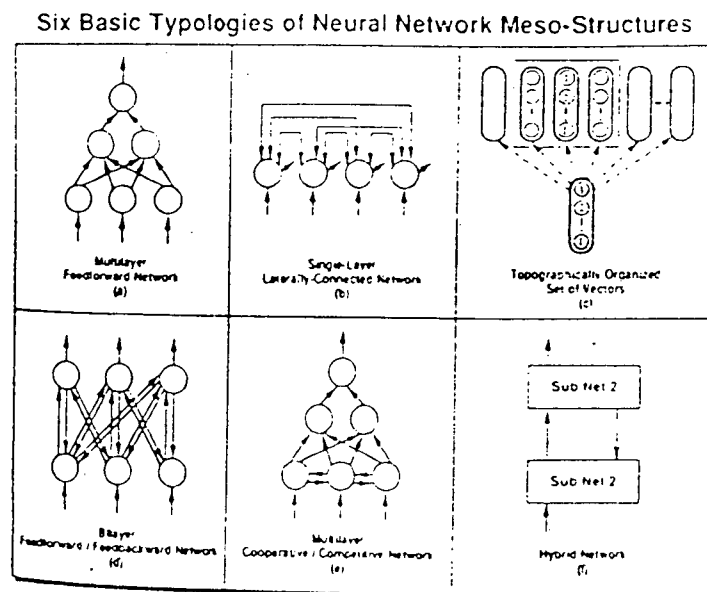 Six Basic Typologies of Neural Network Meso-Structures
Multilayer
Feedforward Network
(a)
Single-Layer
Laterally-Connected Network
(b)
Topographically Organized
Set of Vectors
(c)
Bilayer
Feedforward / Feedbackward Network
(d)
Multilayer
Cooperative / Competitive Network
(e)
Sub Net 2
Sub Net 2
Hybrid Network
(f)